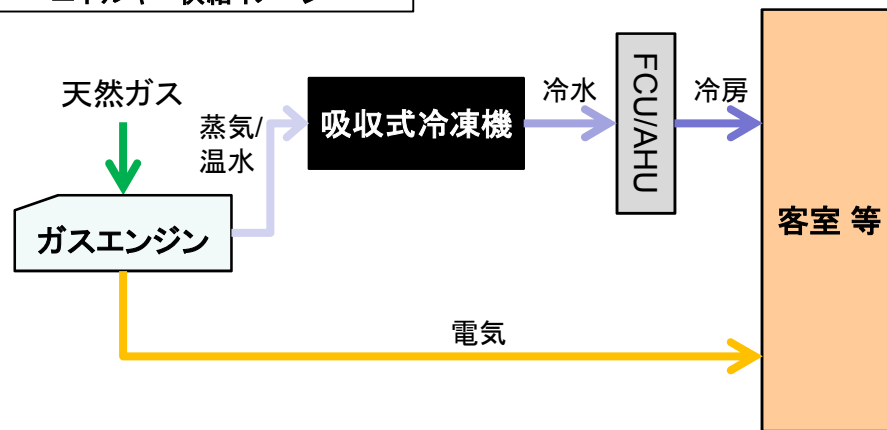 天然ガス
蒸気/
温水
吸収式冷凍機
冷水
FCU/AHU
冷房
ガスエンジン
客室 等
電気